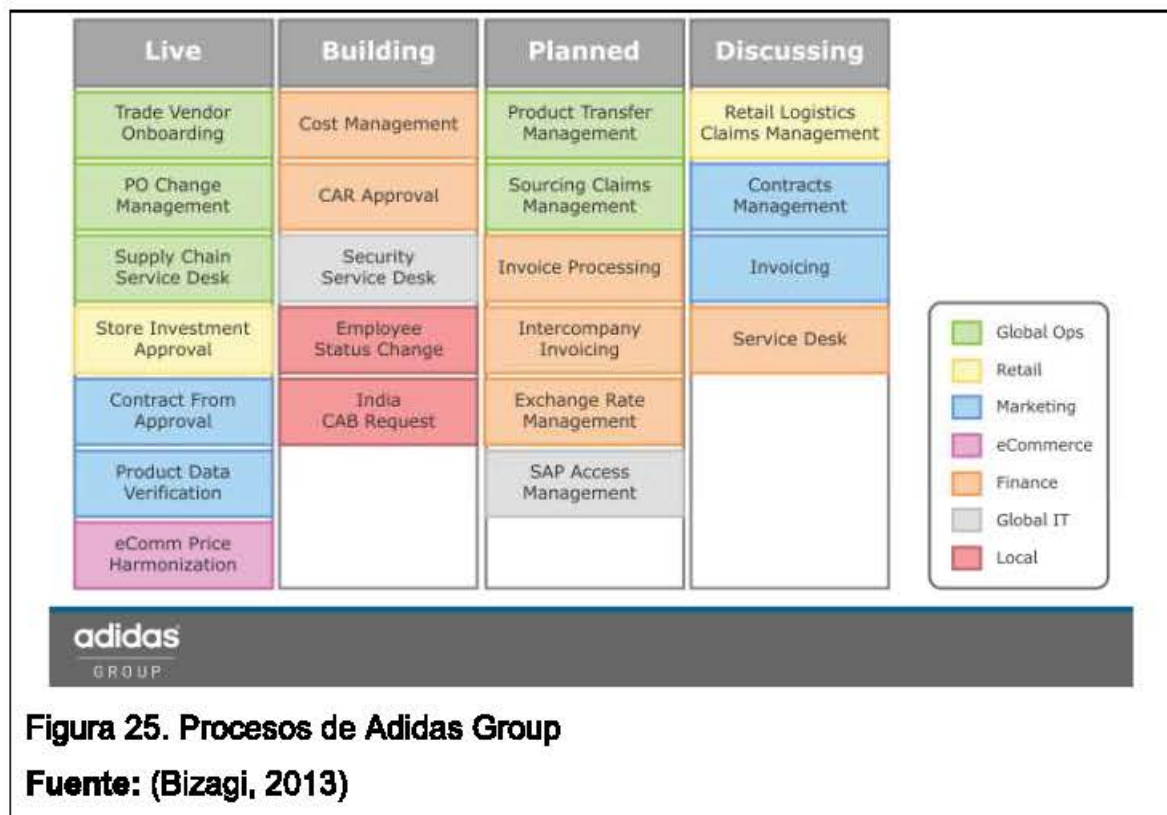 Live
Building
Planned
Discussing
Trade Vendor
Onboarding
PO Change
Management
Supply Chain
Service Desk
Store Investment
Approval
Contract From
Approval
Product Data
Verification
eComm Price
Harmonization
Cost Management
CAR Approval
Security
Service Desk
Employee
Status Change
India
CAB Request
Product Transfer
Management
Sourcing Claims
Management
Invoice Processing
Intercompany
Invoicing
Exchange Rate
Management
SAP Access
Management
Retail Logistics
Claims Management
Contracts
Management
Invoicing
Service Desk
Global Ops
Retail
Marketing
eCommerce
Finance
Global IT
Local
adidas
GROUP
Figura 25. Procesos de Adidas Group
Fuente: (Bizagi, 2013)